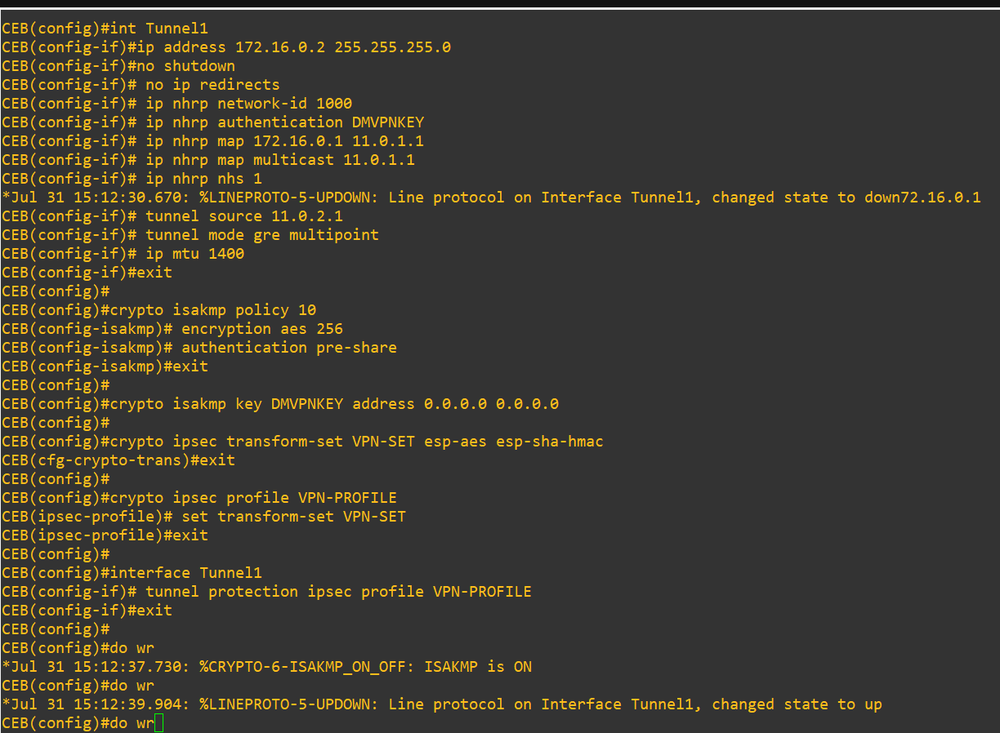 CEB(config)#int Tunnel1
CEB(config-if)#ip address 172.16.0.2 255.255.255.0
CEB(config-if)#no shutdown
CEB(config-if)# no ip redirects
CEB(config-if)# ip nhrp network-id 1000
CEB(config-if)# ip nhrp authentication DMVPNKEY
CEB(config-if)# ip nhrp map 172.16.0.1 11.0.1.1
CEB(config-if)# ip nhrp map multicast 11.0.1.1
CEB(config-if)# ip nhrp nhs 1
*Jul 31 15:12:30.670: %LINEPROTO-5-UPDOWN: Line protocol on Interface Tunnel1, changed state to down72.16.0.1
CEB(config-if)# tunnel source 11.0.2.1
CEB(config-if)# tunnel mode gre multipoint
CEB(config-if)# ip mtu 1400
CEB(config-if)#exit
CEB(config)#
CEB(config)#crypto isakmp policy 10
CEB(config-isakmp)# encryption aes 256
CEB(config-isakmp)# authentication pre-share
CEB(config-isakmp)#exit
CEB(config)#
CEB(config)#crypto isakmp key DMVPNKEY address 0.0.0.0 0.0.0.0
CEB(config)#
CEB(config)#crypto ipsec transform-set VPN-SET esp-aes esp-sha-hmac
CEB(cfg-crypto-trans)#exit
CEB(config)#
CEB(config)#crypto ipsec profile VPN-PROFILE
CEB(ipsec-profile)# set transform-set VPN-SET
CEB(ipsec-profile)#exit
CEB(config)#
CEB(config)#interface Tunnel1
CEB(config-if)# tunnel protection ipsec profile VPN-PROFILE
CEB(config-if)#exit
CEB(config)#
CEB(config)#do wr
*Jul 31 15:12:37.730: %CRYPTO-6-ISAKMP_ON_OFF: ISAKMP is ON
CEB(config)#do wr
*Jul 31 15:12:39.904: %LINEPROTO-5-UPDOWN: Line protocol on Interface Tunnel1, changed state to up
CEB(config)#do wr